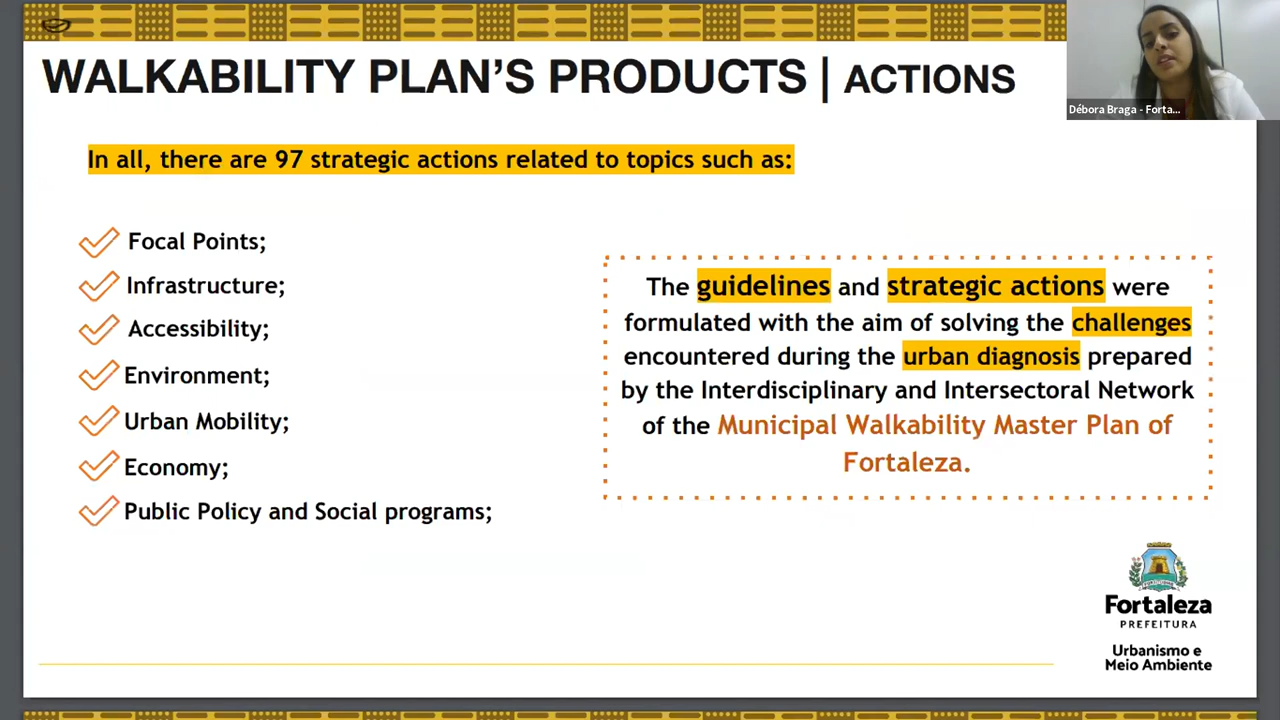 WALKABILITY PLAN'S PRODUCTS | ACTIONS
Débora Braga - Forta...
In all, there are 97 strategic actions related to topics such as:
Focal Points;
Infrastructure;
Accessibility;
Environment;
Urban Mobility;
Economy;
Public Policy and Social programs;
The guidelines and strategic actions were
formulated with the aim of solving the challenges
encountered during the urban diagnosis prepared
by the Interdisciplinary and Intersectoral Network
of the Municipal Walkability Master Plan of
Fortaleza.
Fortaleza
PREFEITURA
Urbanismo e
Meio Ambiente